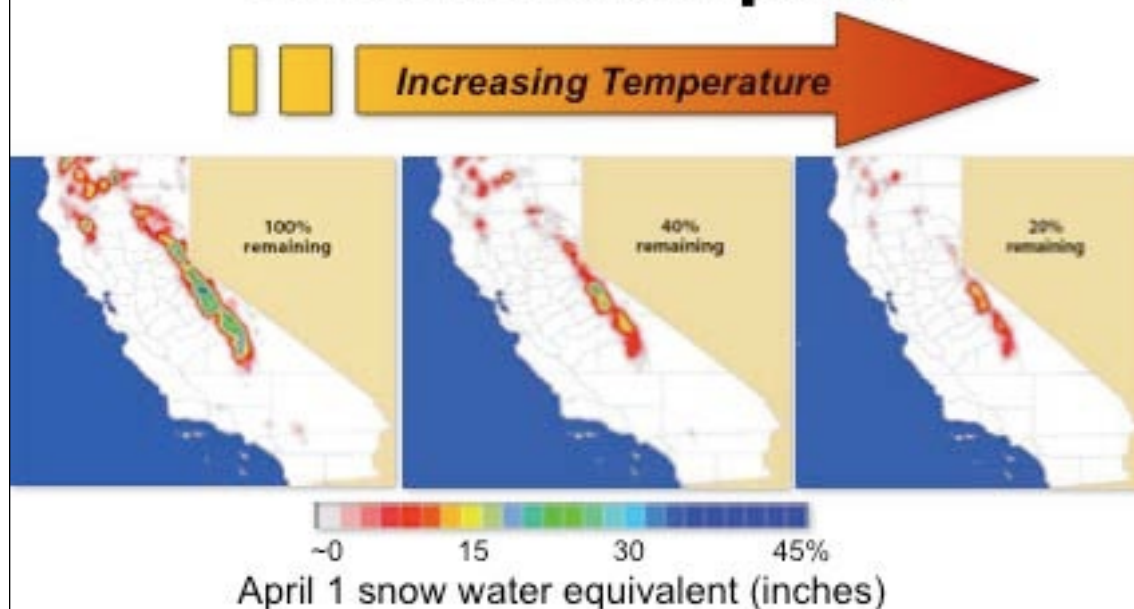 Increasing Temperature
100%
remaining
40%
remaining
20%
remaining
~0 15 30 45%
April 1 snow water equivalent (inches)